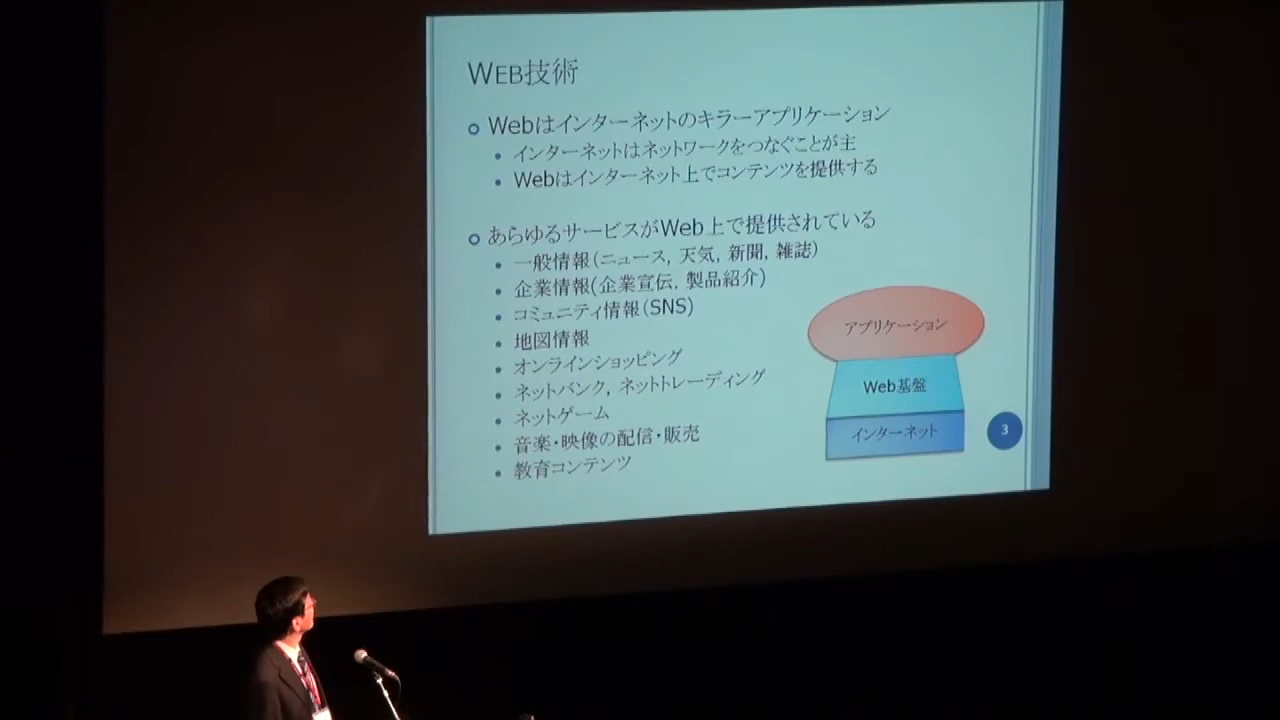 WEB技術
Webはインターネットのキラーアプリケーション
インターネットはネットワークをつなぐことが主
Webはインターネット上でコンテンツを提供する
あらゆるサービスがWeb上で提供されている
一般情報(ニュース, 天気, 新聞, 雑誌)
企業情報(企業宣伝, 製品紹介)
コミュニティ情報(SNS)
地図情報
オンラインショッピング
ネットバンク, ネットトレーディング
ネットゲーム
音楽・映像の配信・販売
教育コンテンツ
アプリケーション
Web基盤
インターネット
3